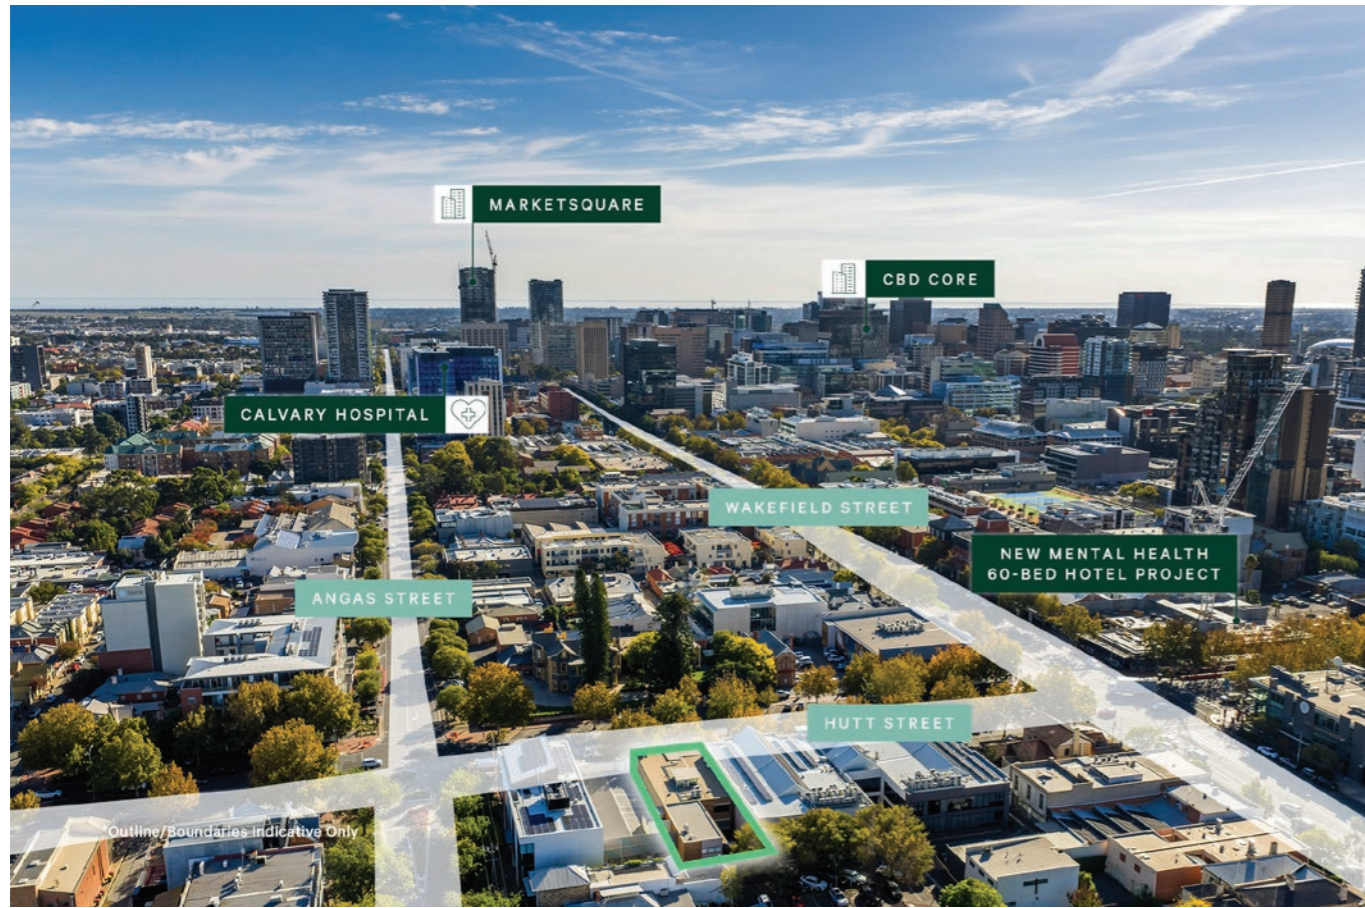 MARKETSQUARE
CBD CORE
CALVARY HOSPITAL
WAKEFIELD STREET
NEW MENTAL HEALTH
60-BED HOTEL PROJECT
ANGAS STREET
HUTT STREET
*Outline/Boundaries Indicative Only